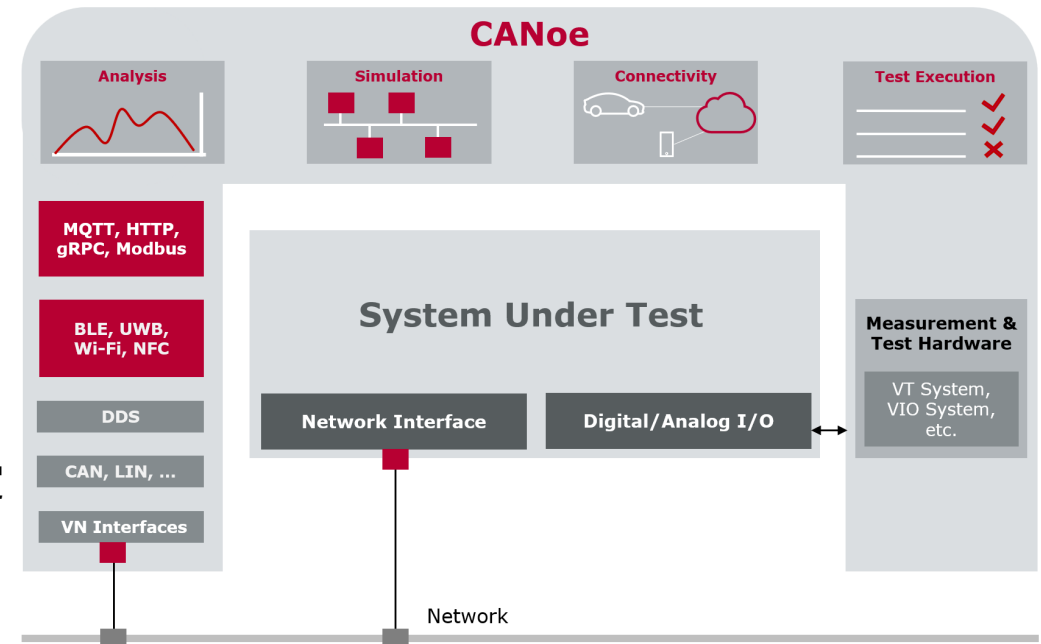 CANoe
Analysis
Simulation
Connectivity
Test Execution
MQTT, HTTP,
gRPC, Modbus
BLE, UWB,
Wi-Fi, NFC
DDS
CAN, LIN, ...
VN Interfaces
System Under Test
Network Interface
Digital/Analog I/O
Measurement &
Test Hardware
VT System,
VIO System,
etc.
Network